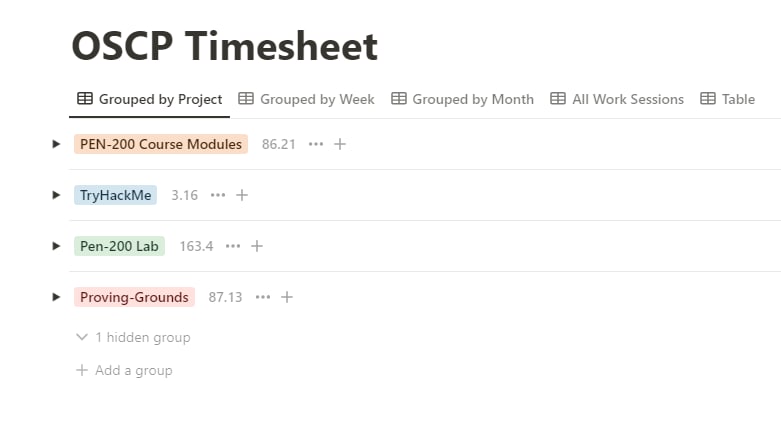 OSCP Timesheet
Grouped by Project Grouped by Week Grouped by Month All Work Sessions Table
PEN-200 Course Modules 86.21
TryHackMe 3.16
Pen-200 Lab 163.4
Proving-Grounds 87.13
1 hidden group
Add a group